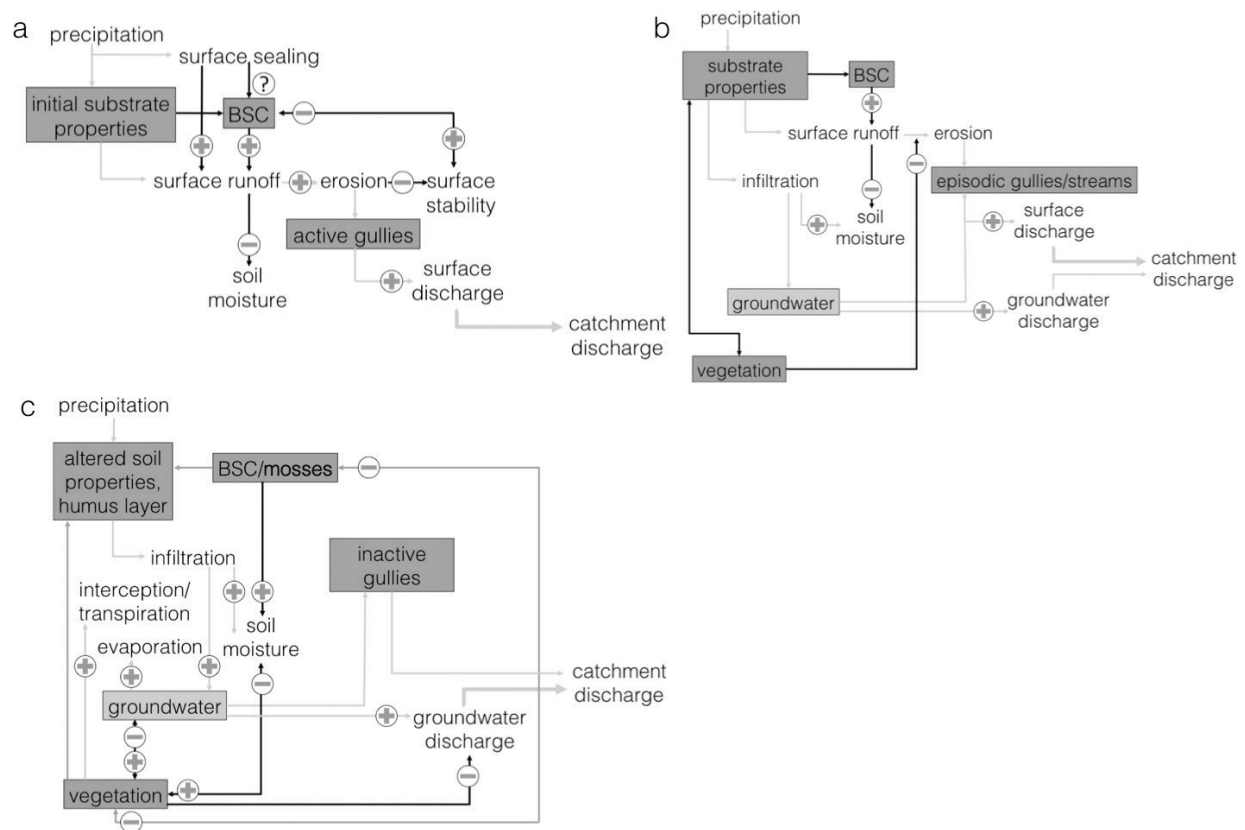 a
precipitation
surface sealing
?
initial substrate
properties
BSC
surface runoff
erosion
surface
stability
active gullies
soil
moisture
surface
discharge
catchment
discharge
b
precipitation
substrate
properties
BSC
surface runoff
erosion
infiltration
episodic gullies/streams
soil
moisture
surface
discharge
catchment
discharge
groundwater
groundwater
discharge
vegetation
c
precipitation
altered soil
properties,
humus layer
BSC/mosses
infiltration
inactive
gullies
interception/
transpiration
soil
moisture
evaporation
catchment
discharge
groundwater
groundwater
discharge
vegetation